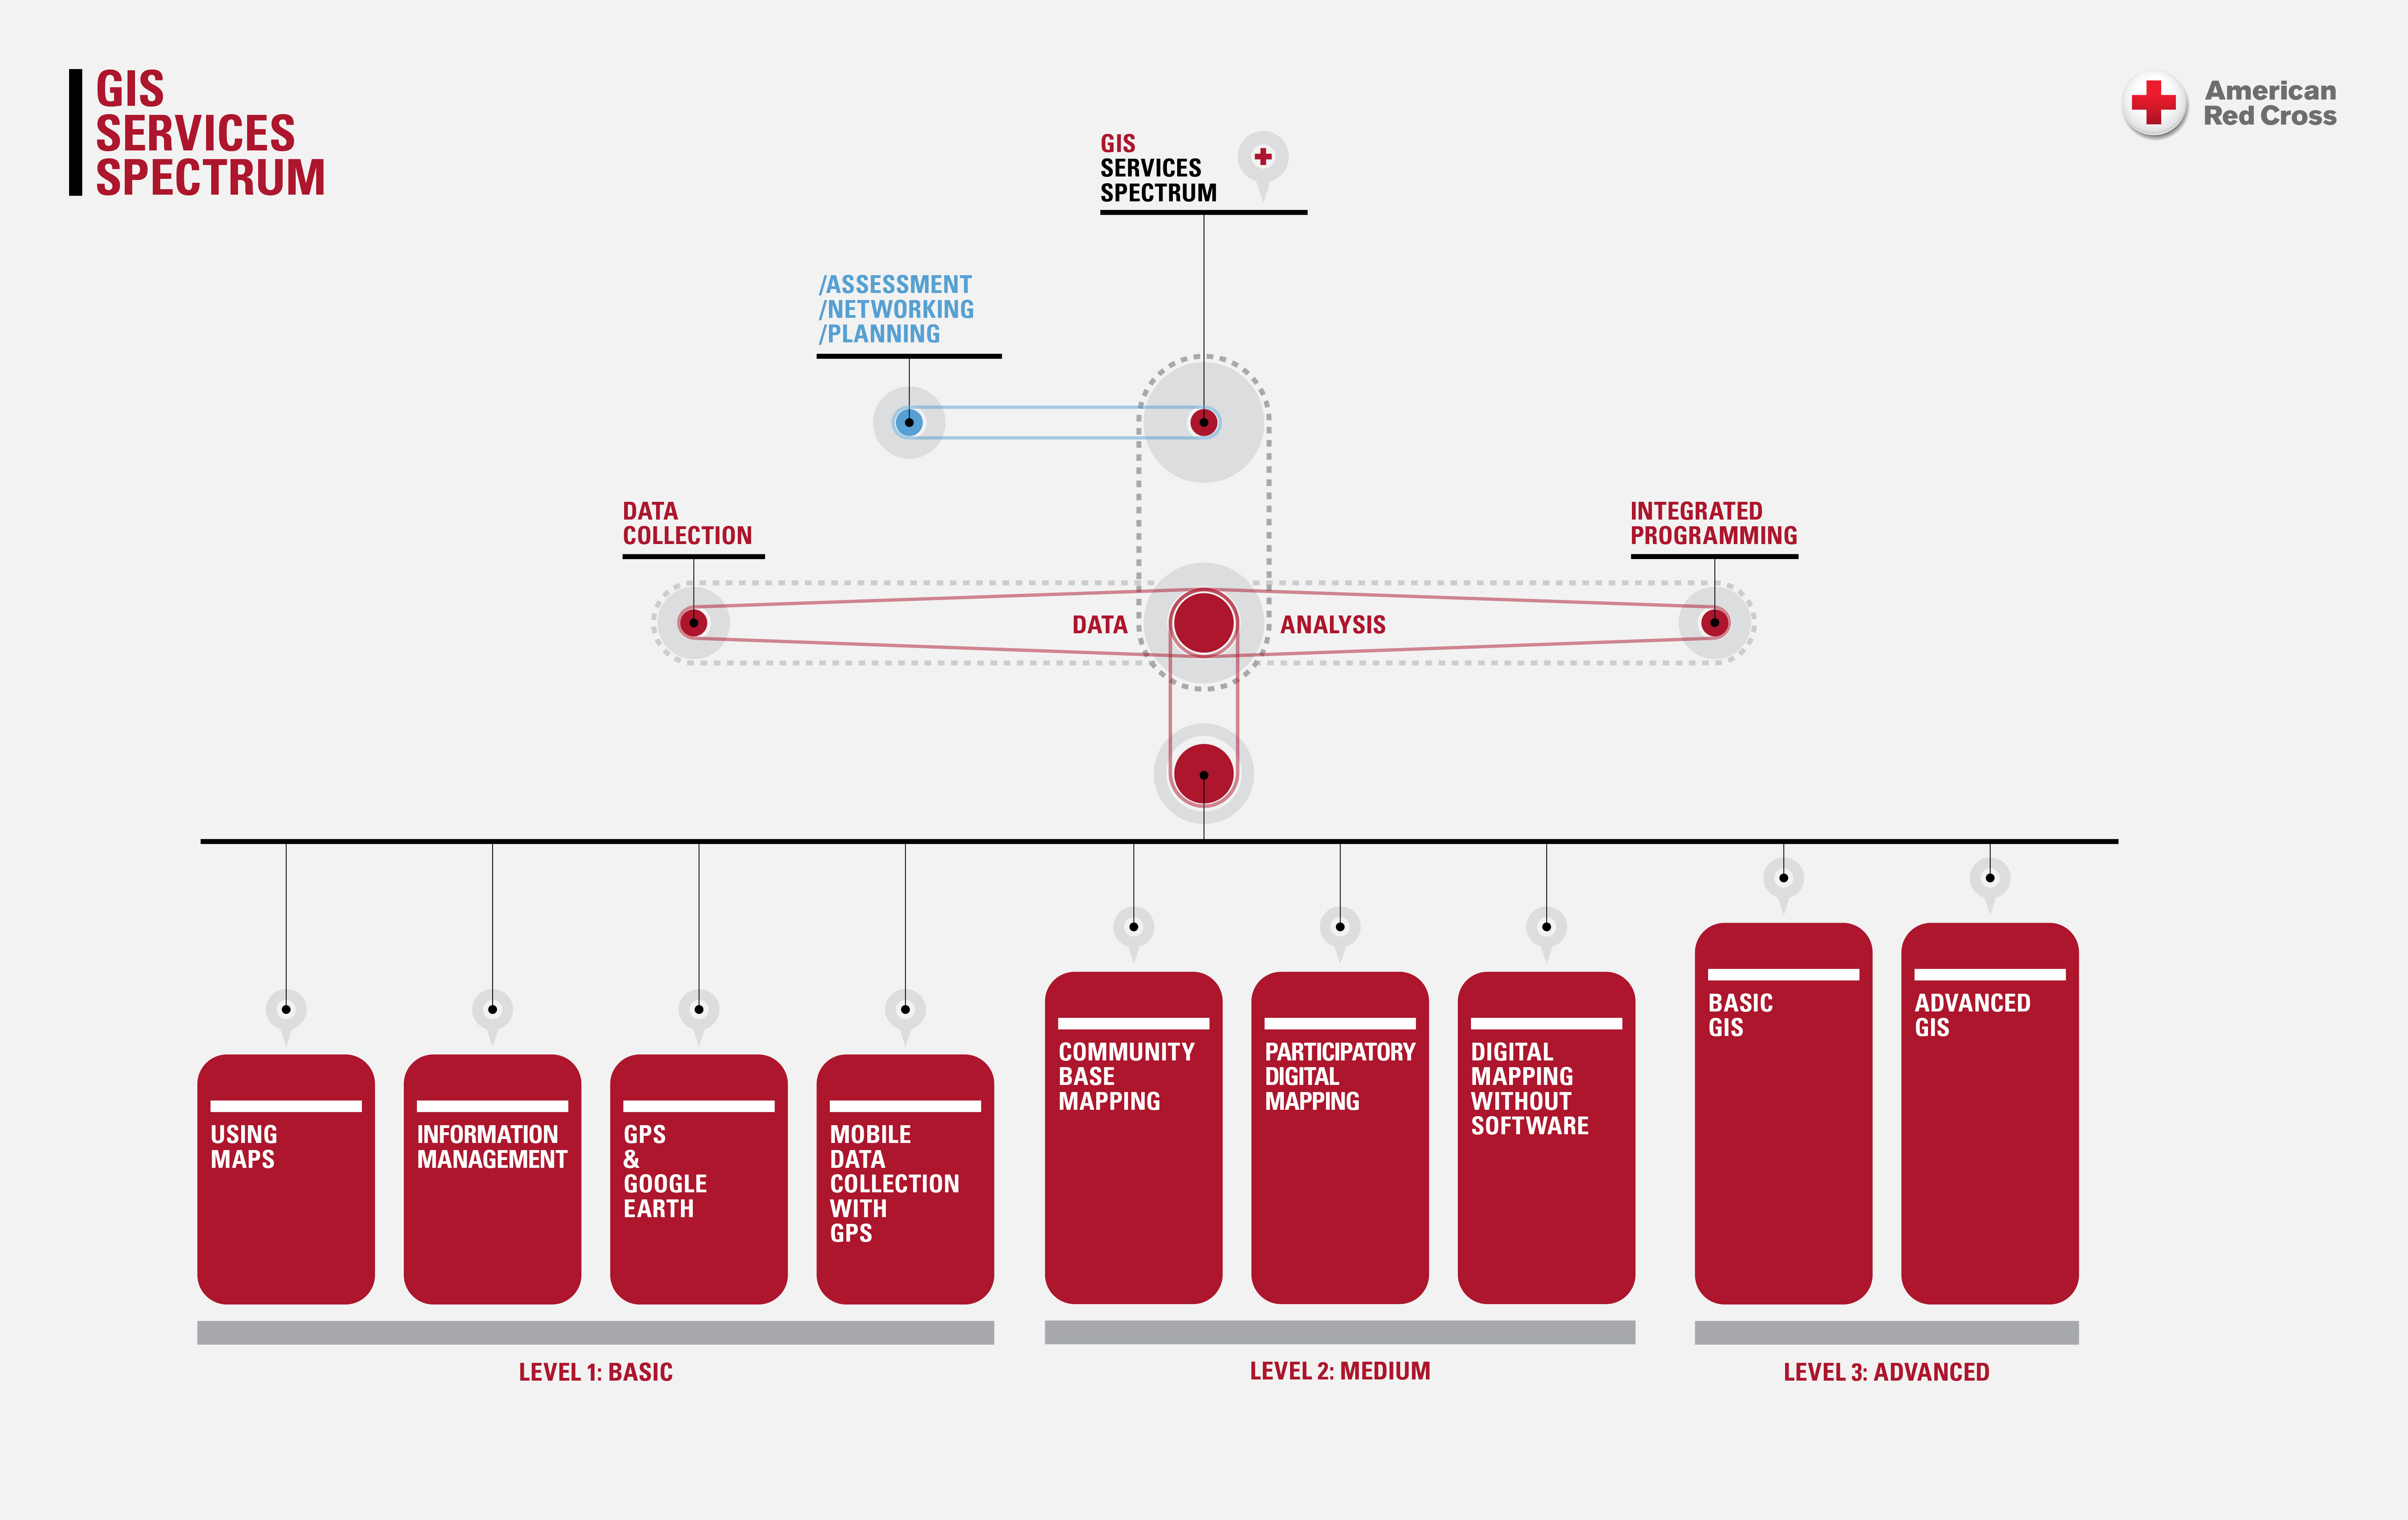 GIS
SERVICES
SPECTRUM
American
Red Cross
GIS
SERVICES
SPECTRUM
/ASSESSMENT
/NETWORKING
/PLANNING
DATA
COLLECTION
INTEGRATED
PROGRAMMING
DATA ANALYSIS
USING
MAPS
INFORMATION
MANAGEMENT
GPS
&
GOOGLE
EARTH
MOBILE
DATA
COLLECTION
WITH
GPS
COMMUNITY
BASE
MAPPING
PARTICIPATORY
DIGITAL
MAPPING
DIGITAL
MAPPING
WITHOUT
SOFTWARE
BASIC
GIS
ADVANCED
GIS
LEVEL 1: BASIC
LEVEL 2: MEDIUM
LEVEL 3: ADVANCED